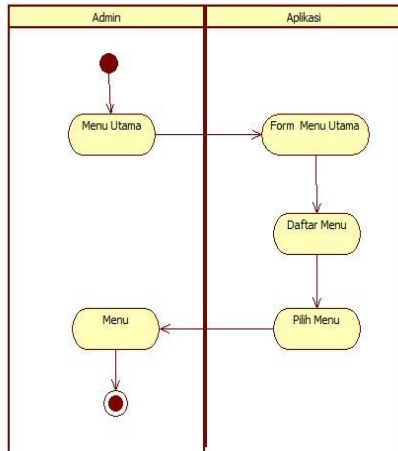 Admin
Aplikasi
Menu Utama
Form Menu Utama
Daftar Menu
Pilih Menu
Menu